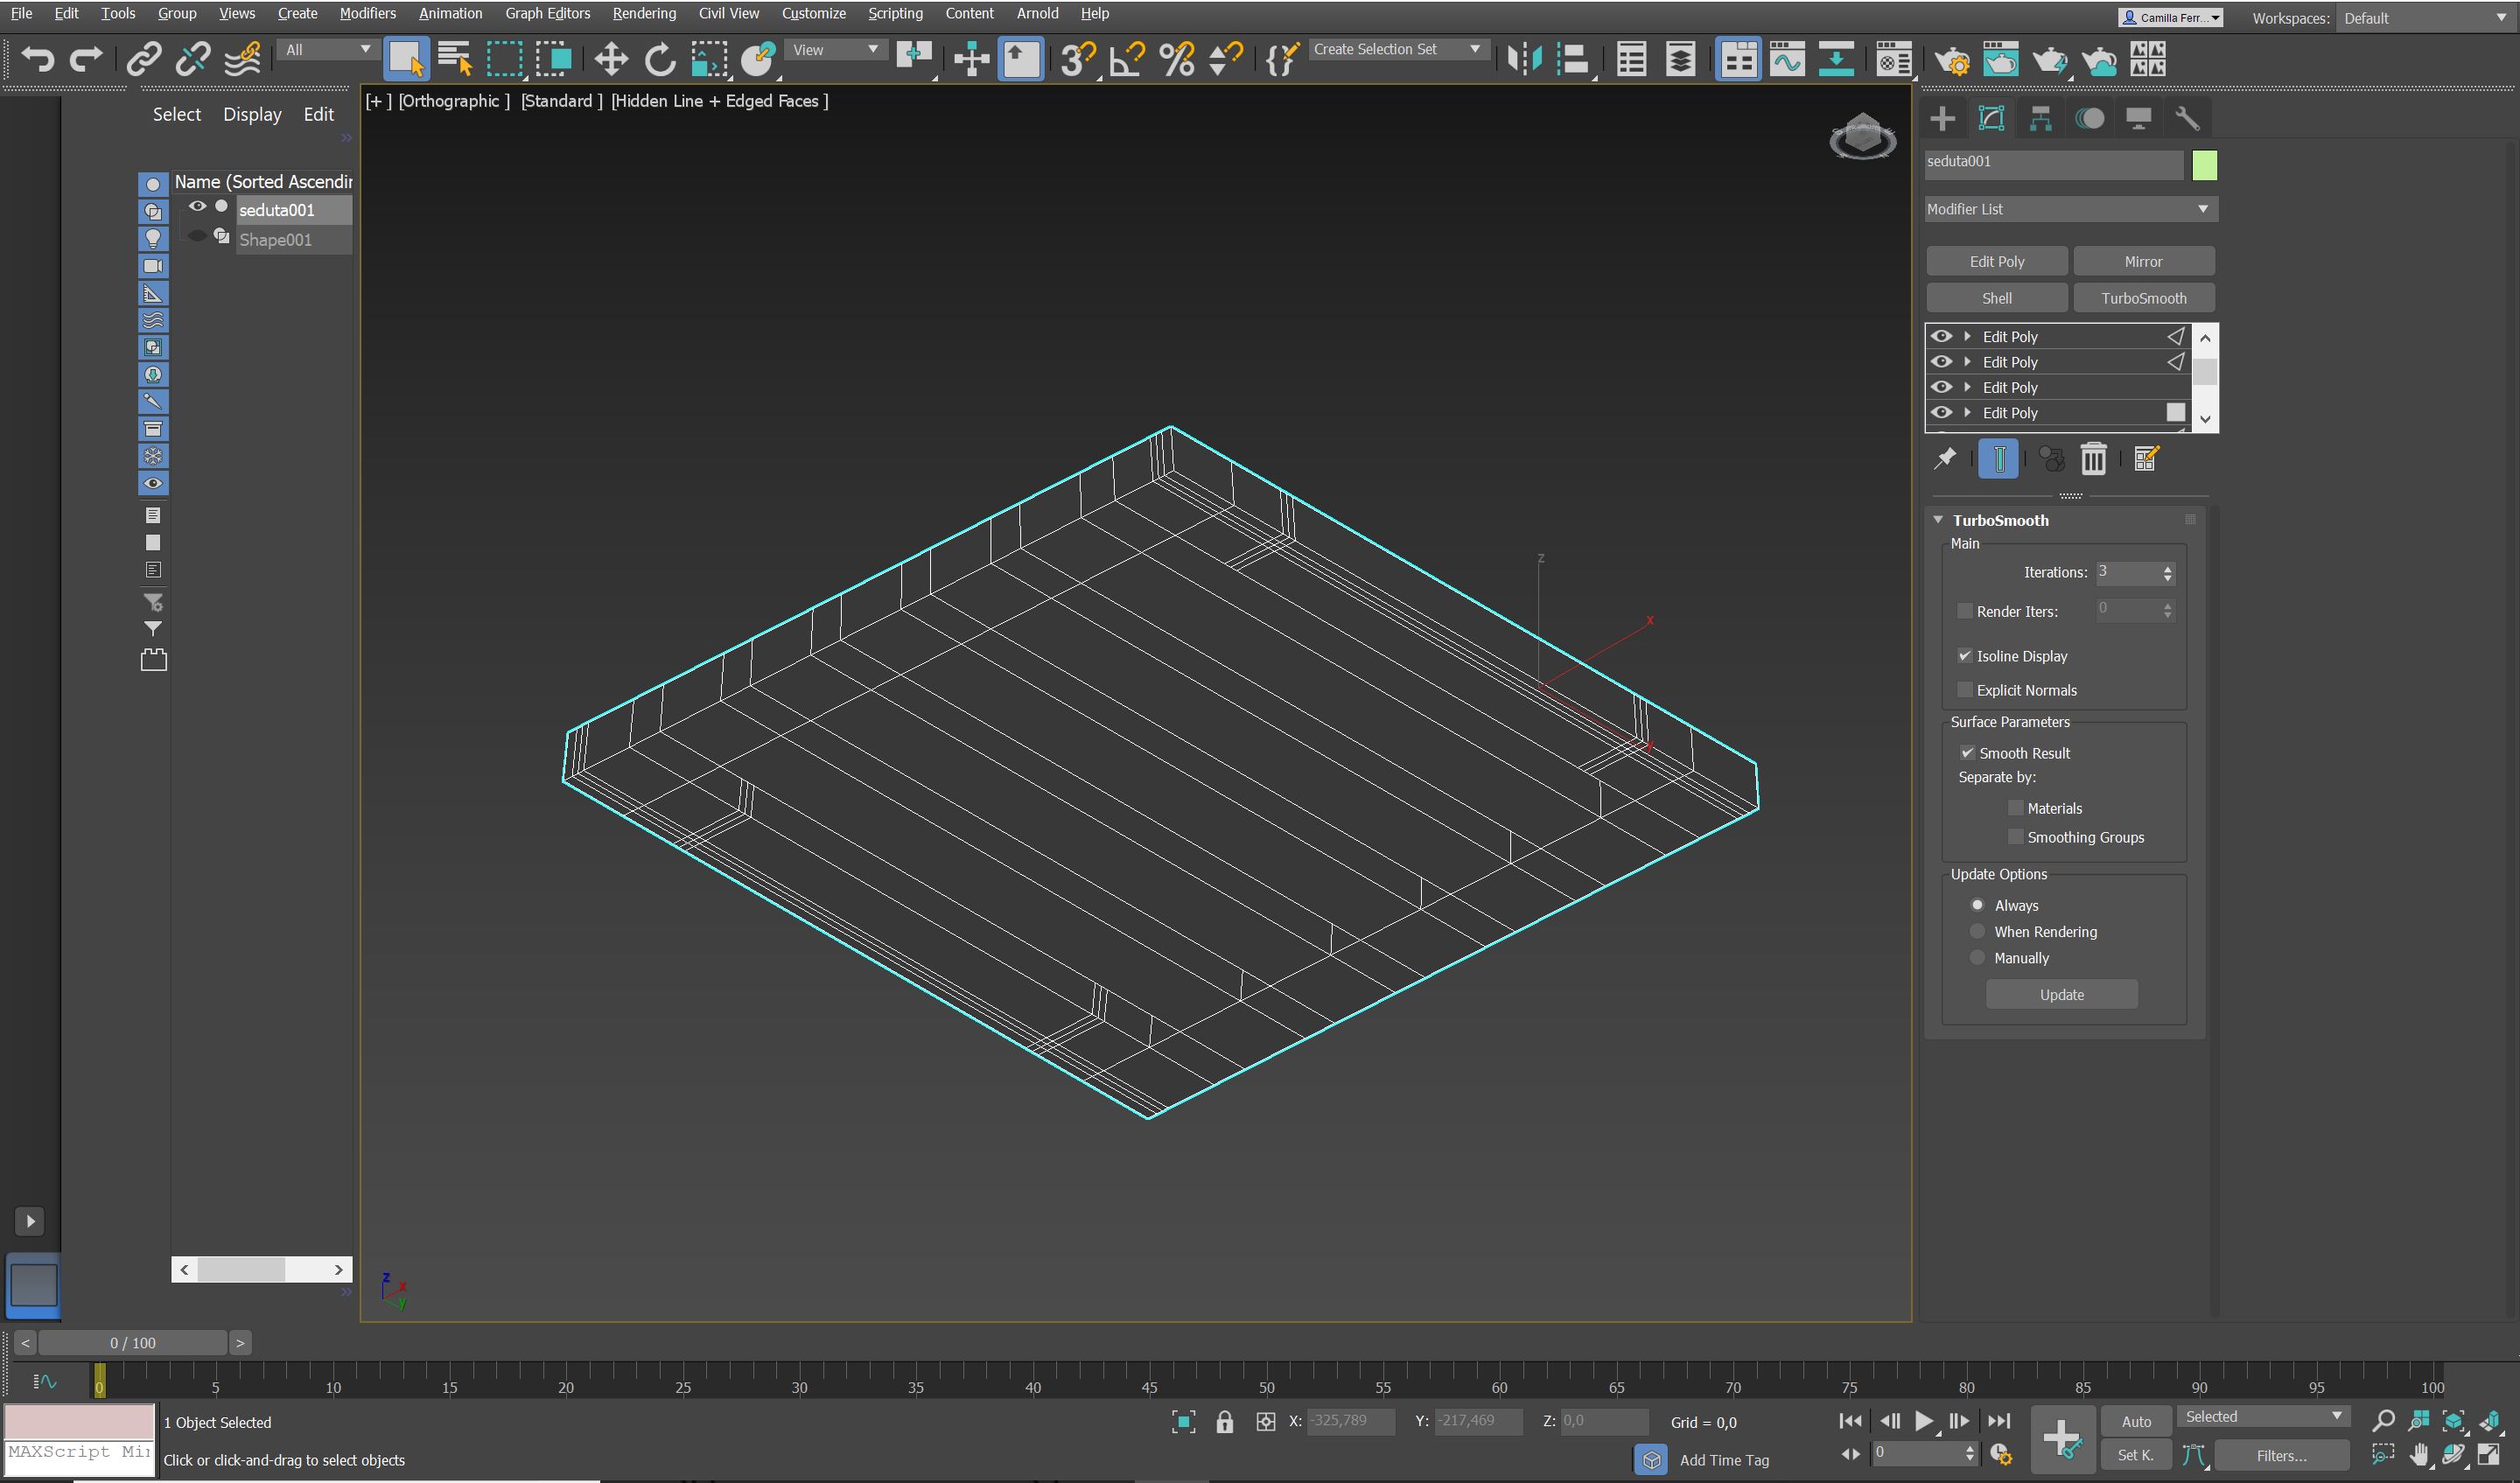 File Edit Tools Group Views Create Modifiers Animation Graph Editors Rendering Civil View Customize Scripting Content Arnold Help
Camilla Ferr... Workspaces: Default
All View Create Selection Set
[+ ] [Orthographic ] [Standard ] [Hidden Line + Edged Faces ]
Select Display Edit
Name (Sorted Ascendin
seduta001
Shape001
seduta001
Modifier List
Edit Poly Mirror
Shell TurboSmooth
Edit Poly
Edit Poly
Edit Poly
Edit Poly
TurboSmooth
Main
Iterations: 3
Render Iters: 0
Isoline Display
Explicit Normals
Surface Parameters
Smooth Result
Separate by:
Materials
Smoothing Groups
Update Options
Always
When Rendering
Manually
Update
z
x
y
z
x
y
< 0 / 100 >
0 5 10 15 20 25 30 35 40 45 50 55 60 65 70 75 80 85 90 95 100
1 Object Selected X: -325,789 Y: -217,469 Z: 0,0 Grid = 0,0 Auto Selected
MAXScript Mi
Click or click-and-drag to select objects Add Time Tag 0 Set K. Filters...